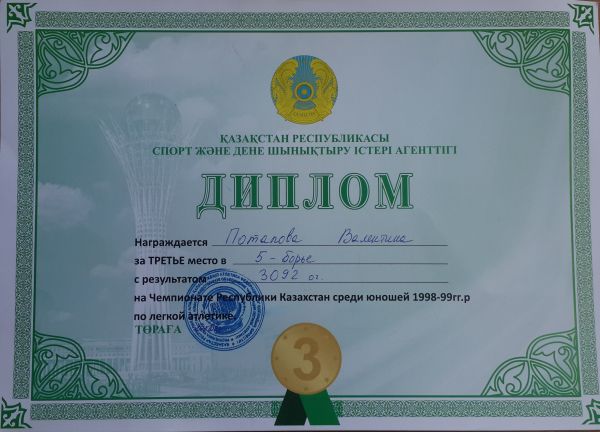 ҚАЗАҚСТАН РЕСПУБЛИКАСЫ
СПОРТ ЖӘНЕ ДЕНЕ ШЫНЫҚТЫРУ ІСТЕРІ АГЕНТТІГІ
ДИПЛОМ
Награждается Потапова Валентина
за ТРЕТЬЕ место в 5-борье
с результатом 3092 оч.
на Чемпионате Республики Казахстан среди юношей 1998-99гг.р
по легкой атлетике.
ТӨРАҒА
3